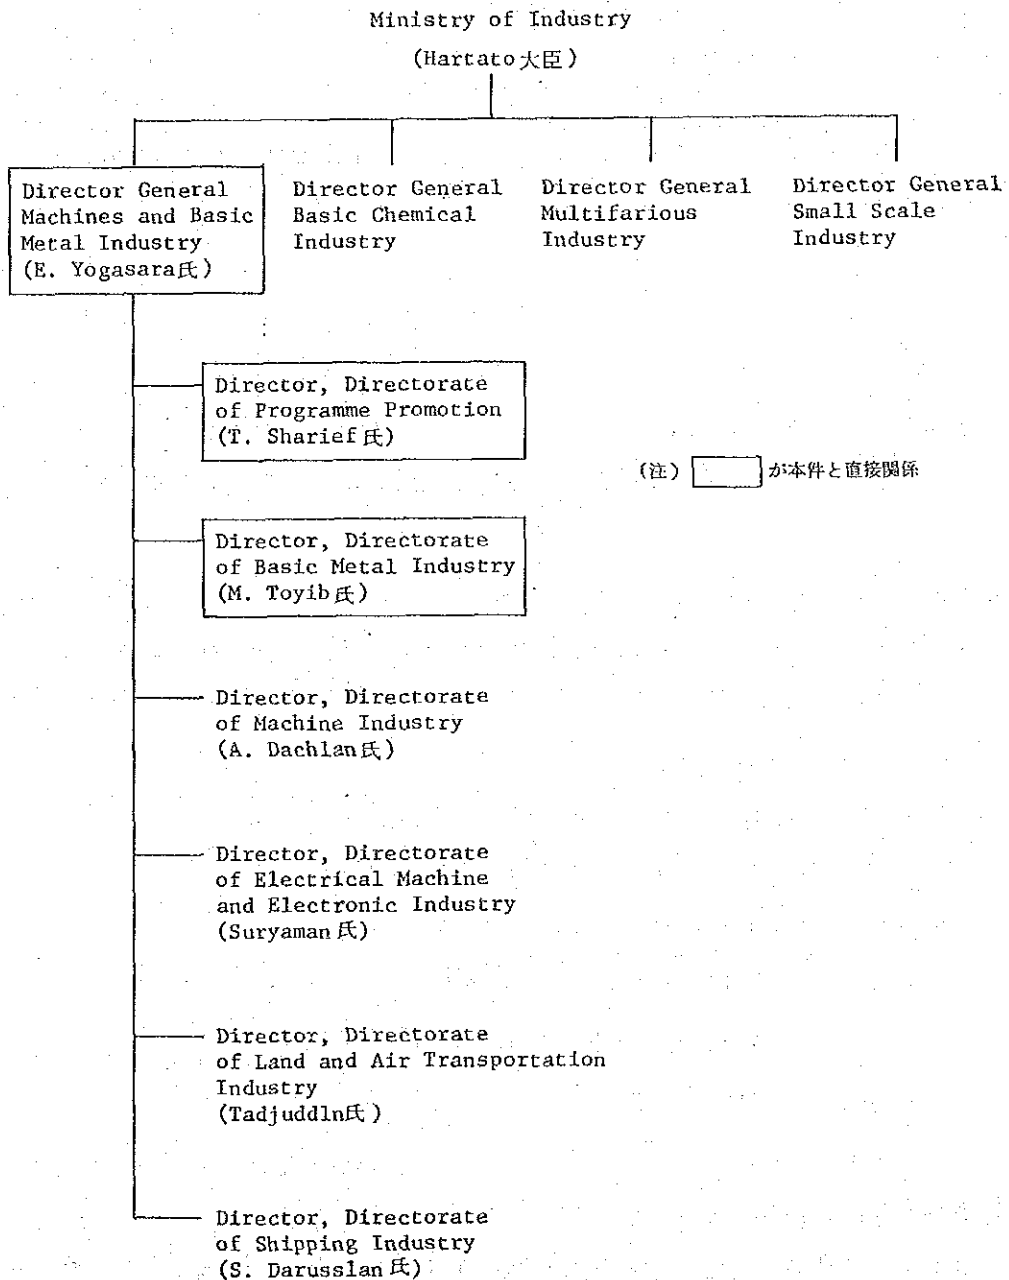 Ministry of Industry
(Hartato大臣)
Director General
Machines and Basic
Metal Industry
(E. Yogasara氏)
Director General
Basic Chemical
Industry
Director General
Multifarious
Industry
Director General
Small Scale
Industry
Director, Directorate
of Programme Promotion
(T. Sharief氏)
(注) が本件と直接関係
Director, Directorate
of Basic Metal Industry
(M. Toyib氏)
Director, Directorate
of Machine Industry
(A. Dachlan氏)
Director, Directorate
of Electrical Machine
and Electronic Industry
(Suryaman氏)
Director, Directorate
of Land and Air Transportation
Industry
(Tadjuddln氏)
Director, Directorate
of Shipping Industry
(S. Darusslan氏)